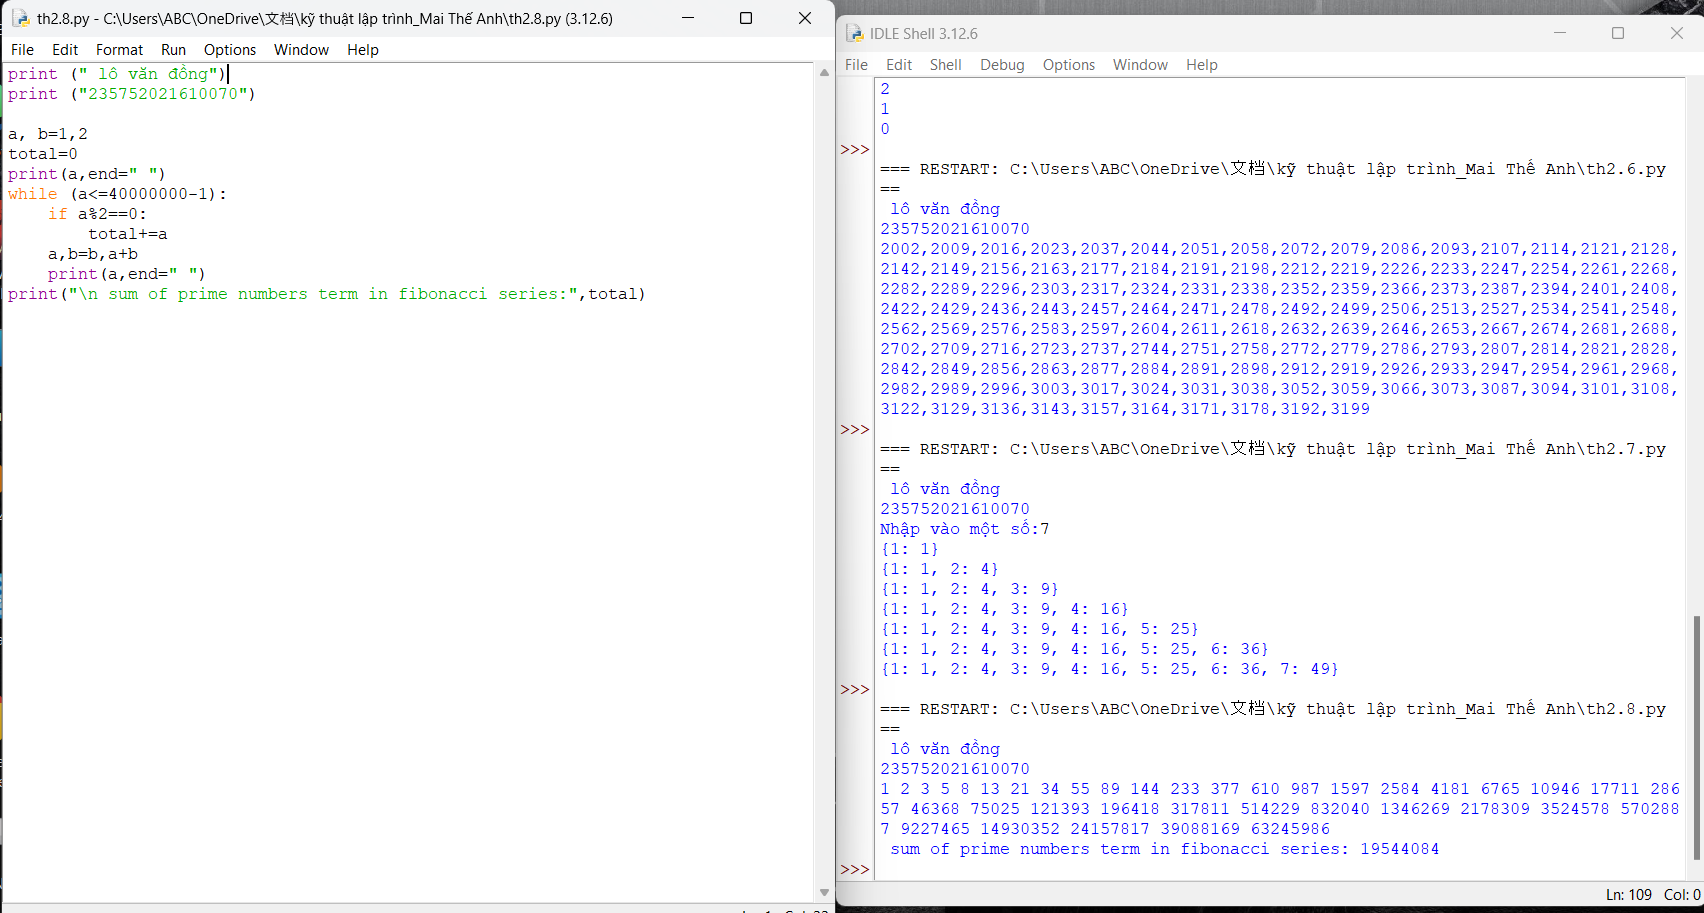 th2.8.py - C:\Users\ABC\OneDrive\文档\kỹ thuật lập trình_Mai Thế Anh\th2.8.py (3.12.6)
File Edit Format Run Options Window Help
print (" lô văn đồng")
print ("235752021610070")
a, b=1,2
total=0
print(a,end=" ")
while (a<=40000000-1):
    if a%2==0:
        total+=a
    a,b=b,a+b
    print(a,end=" ")
print("\n sum of prime numbers term in fibonacci series:",total)
IDLE Shell 3.12.6
File Edit Shell Debug Options Window Help
2
1
0
>>>
=== RESTART: C:\Users\ABC\OneDrive\文档\kỹ thuật lập trình_Mai Thế Anh\th2.6.py
==
 lô văn đồng
235752021610070
2002,2009,2016,2023,2037,2044,2051,2058,2072,2079,2086,2093,2107,2114,2121,2128,
2142,2149,2156,2163,2177,2184,2191,2198,2212,2219,2226,2233,2247,2254,2261,2268,
2282,2289,2296,2303,2317,2324,2331,2338,2352,2359,2366,2373,2387,2394,2401,2408,
2422,2429,2436,2443,2457,2464,2471,2478,2492,2499,2506,2513,2527,2534,2541,2548,
2562,2569,2576,2583,2597,2604,2611,2618,2632,2639,2646,2653,2667,2674,2681,2688,
2702,2709,2716,2723,2737,2744,2751,2758,2772,2779,2786,2793,2807,2814,2821,2828,
2842,2849,2856,2863,2877,2884,2891,2898,2912,2919,2926,2933,2947,2954,2961,2968,
2982,2989,2996,3003,3017,3024,3031,3038,3052,3059,3066,3073,3087,3094,3101,3108,
3122,3129,3136,3143,3157,3164,3171,3178,3192,3199
>>>
=== RESTART: C:\Users\ABC\OneDrive\文档\kỹ thuật lập trình_Mai Thế Anh\th2.7.py
==
 lô văn đồng
235752021610070
Nhập vào một số:7
{1: 1}
{1: 1, 2: 4}
{1: 1, 2: 4, 3: 9}
{1: 1, 2: 4, 3: 9, 4: 16}
{1: 1, 2: 4, 3: 9, 4: 16, 5: 25}
{1: 1, 2: 4, 3: 9, 4: 16, 5: 25, 6: 36}
{1: 1, 2: 4, 3: 9, 4: 16, 5: 25, 6: 36, 7: 49}
>>>
=== RESTART: C:\Users\ABC\OneDrive\文档\kỹ thuật lập trình_Mai Thế Anh\th2.8.py
==
 lô văn đồng
235752021610070
1 2 3 5 8 13 21 34 55 89 144 233 377 610 987 1597 2584 4181 6765 10946 17711 286
57 46368 75025 121393 196418 317811 514229 832040 1346269 2178309 3524578 570288
7 9227465 14930352 24157817 39088169 63245986
 sum of prime numbers term in fibonacci series: 19544084
>>>
Ln: 109 Col: 0